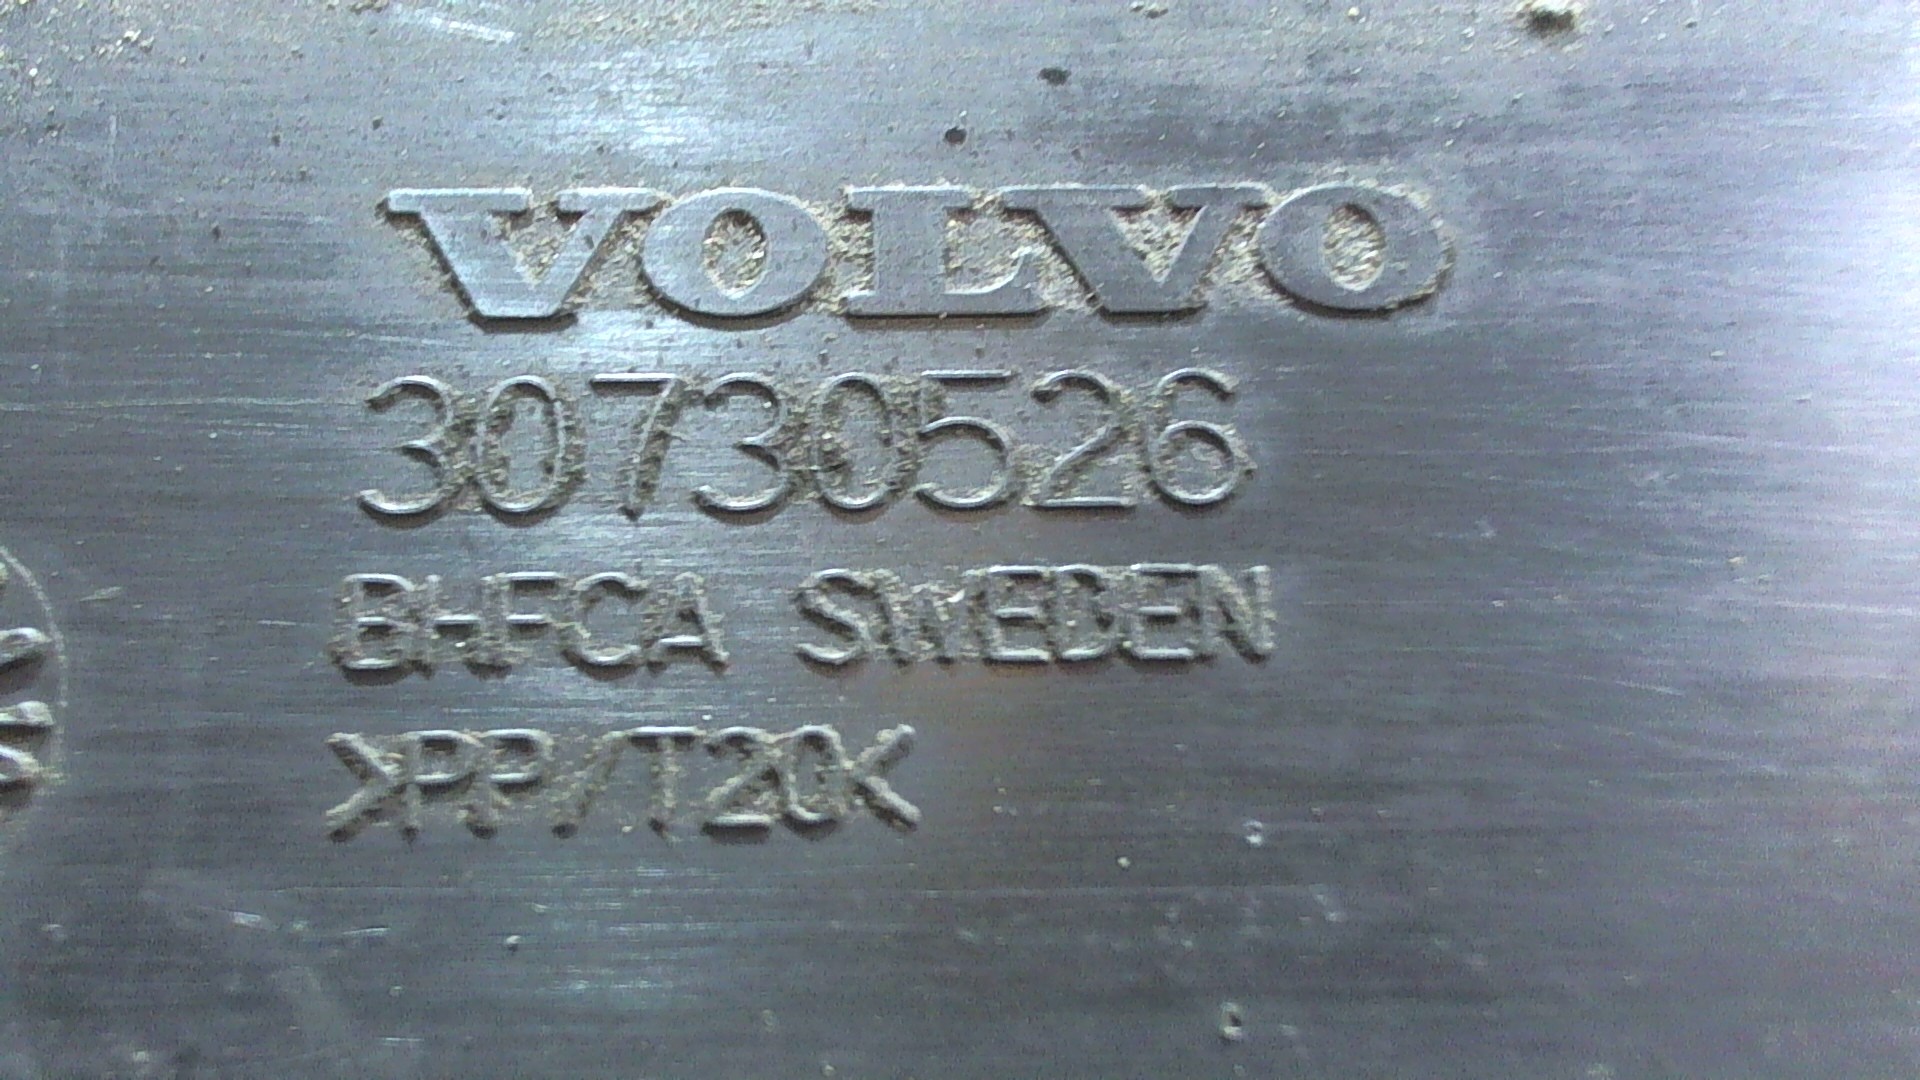 VOLVO
30730526
BHFCA SWEDEN
>PP/T20<